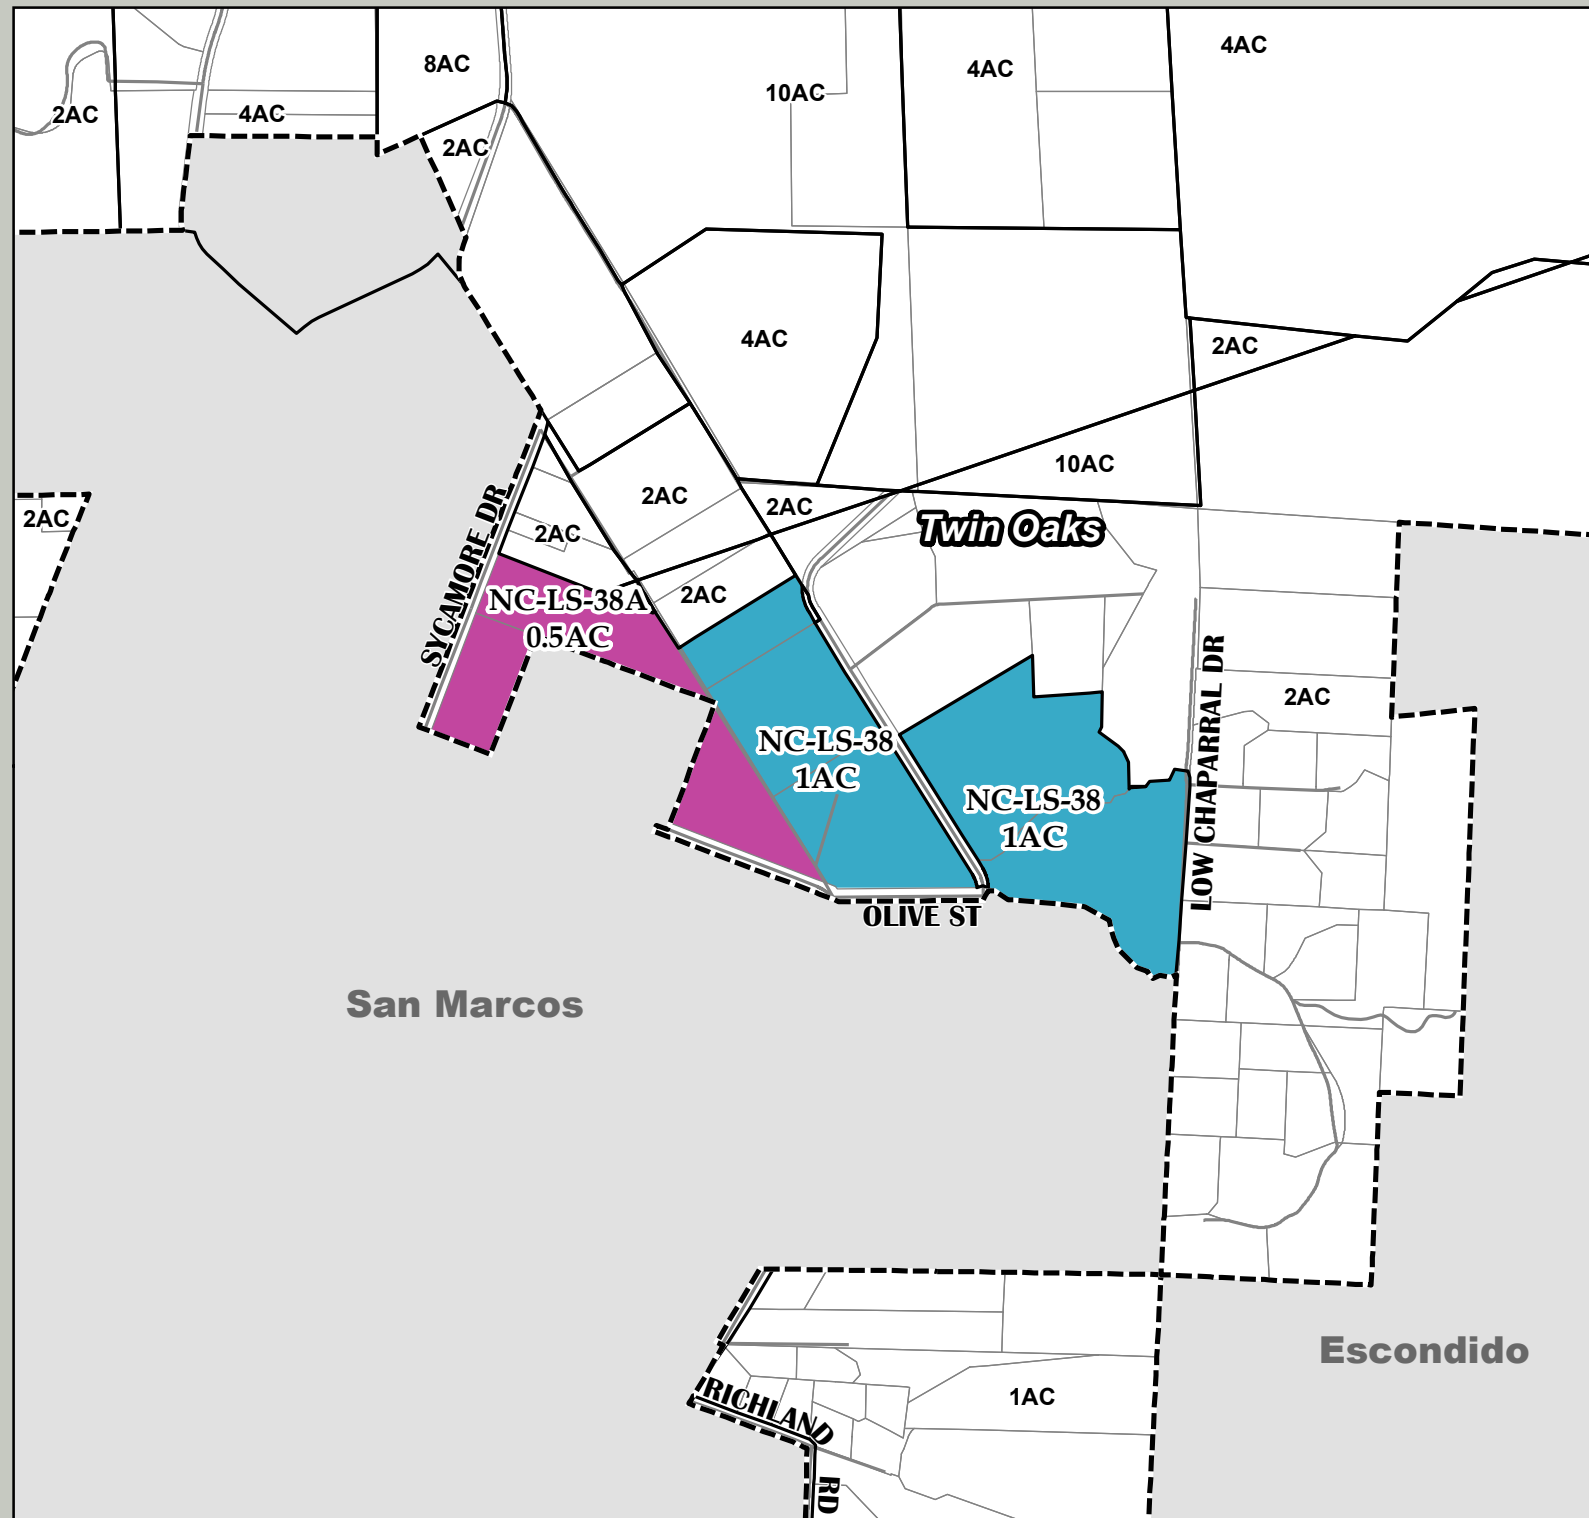 4AC
8AC
4AC
10AC
2AC
4AC
2AC
4AC
2AC
10AC
2AC
2AC
2AC
2AC
Twin Oaks
SYCAMORE DR
NC-LS-38A
0.5AC
2AC
LOW CHAPARRAL DR
2AC
NC-LS-38
1AC
NC-LS-38
1AC
OLIVE ST
San Marcos
Escondido
1AC
RICHLAND
RD